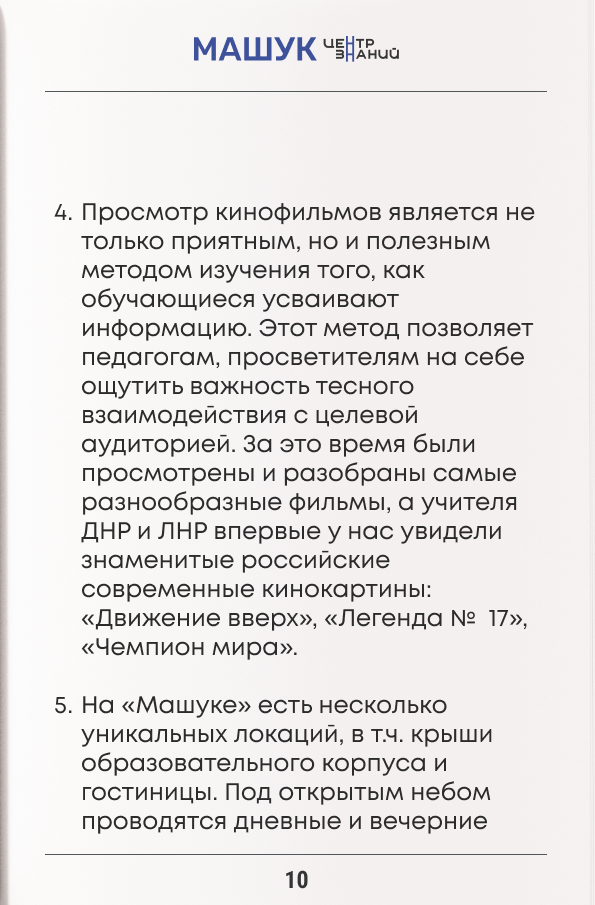 МАШУК ЦЕНТР
ЗНАНИЙ
4. Просмотр кинофильмов является не
только приятным, но и полезным
методом изучения того, как
обучающиеся усваивают
информацию. Этот метод позволяет
педагогам, просветителям на себе
ощутить важность тесного
взаимодействия с целевой
аудиторией. За это время были
просмотрены и разобраны самые
разнообразные фильмы, а учителя
ДНР и ЛНР впервые у нас увидели
знаменитые российские
современные кинокартины:
«Движение вверх», «Легенда № 17»,
«Чемпион мира».
5. На «Машуке» есть несколько
уникальных локаций, в т.ч. крыши
образовательного корпуса и
гостиницы. Под открытым небом
проводятся дневные и вечерние
10